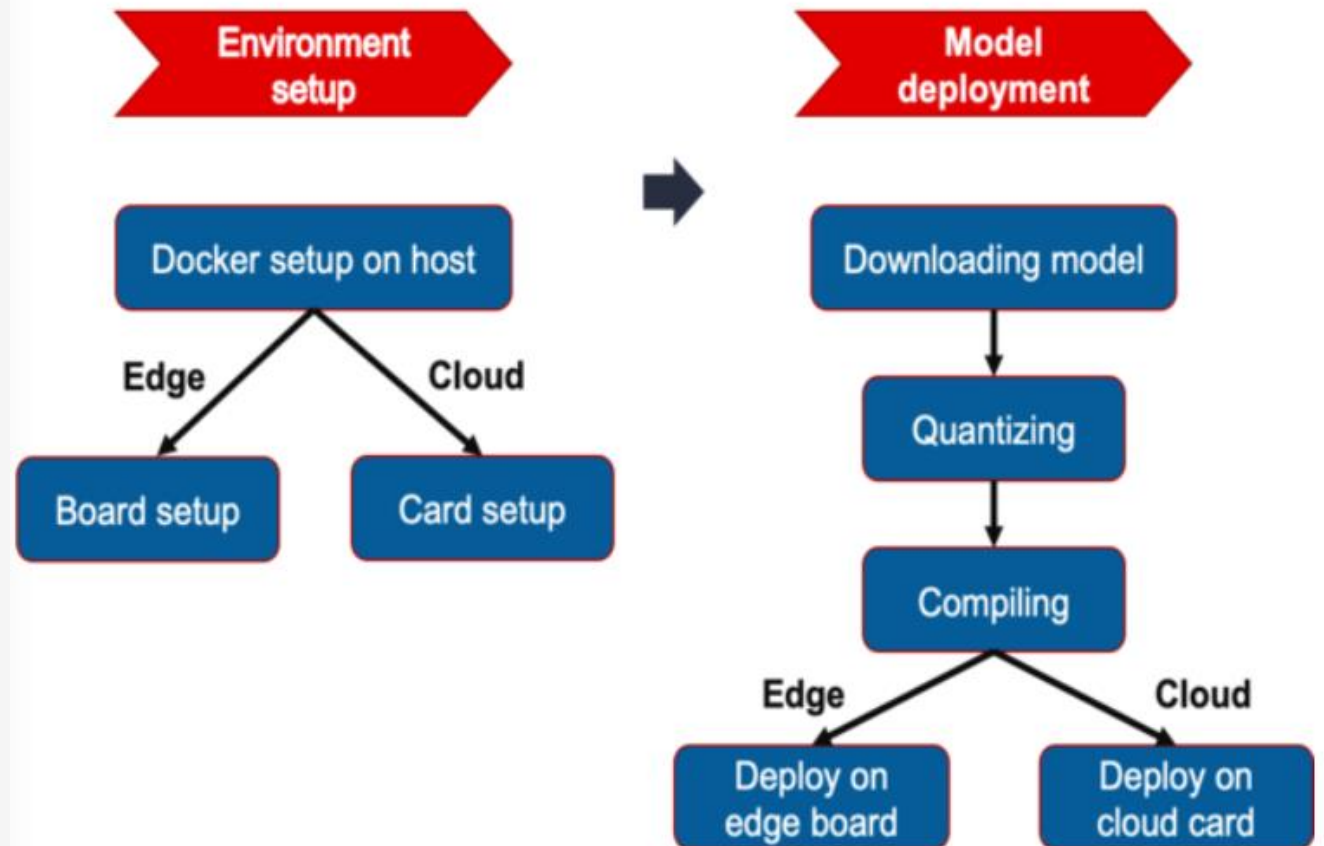 Environment
setup
Docker setup on host
Edge
Cloud
Board setup
Card setup
Model
deployment
Downloading model
Quantizing
Compiling
Edge
Cloud
Deploy on
edge board
Deploy on
cloud card